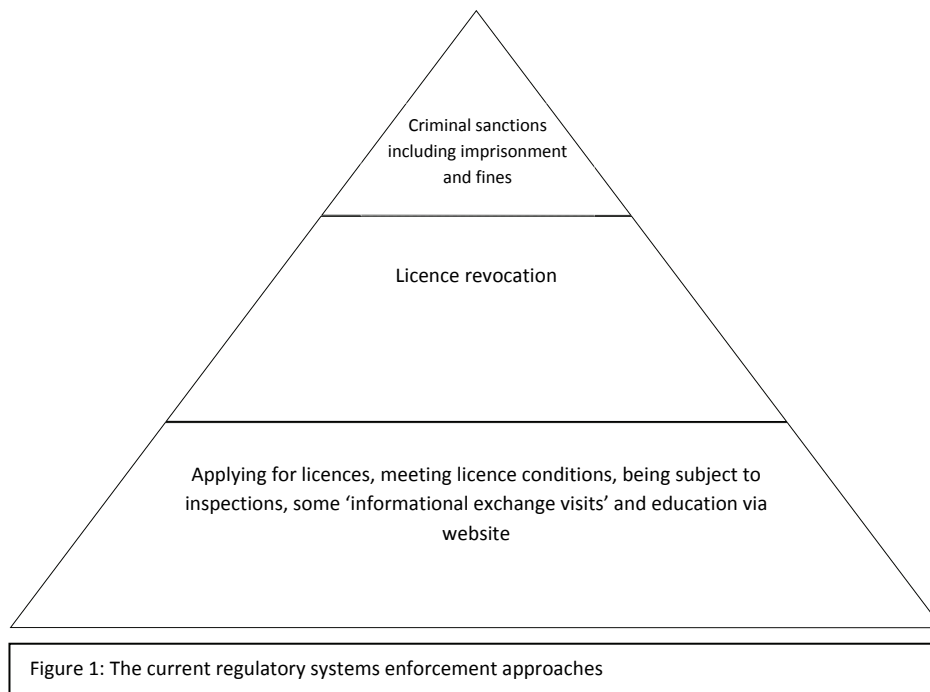 Criminal sanctions
including imprisonment
and fines
Licence revocation
Applying for licences, meeting licence conditions, being subject to
inspections, some ‘informational exchange visits’ and education via
website
Figure 1: The current regulatory systems enforcement approaches